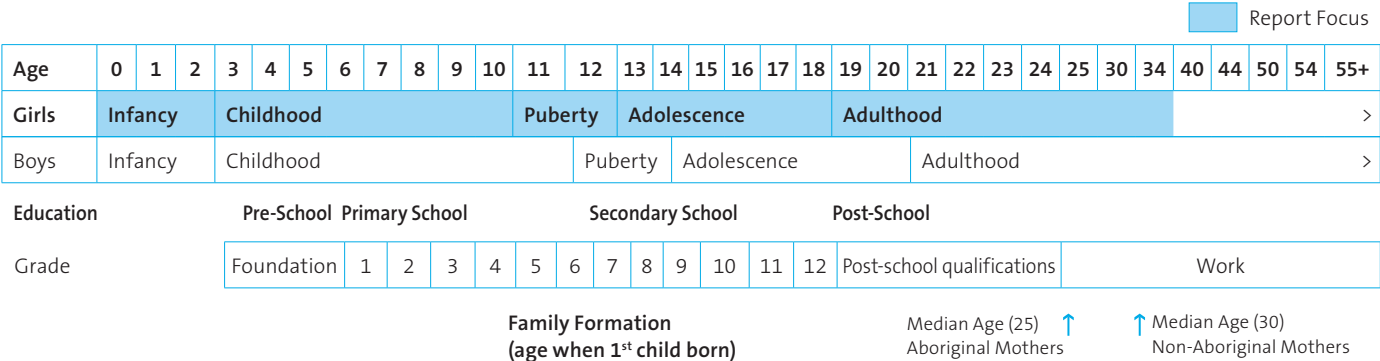 Report Focus
Age 0 1 2 3 4 5 6 7 8 9 10 11 12 13 14 15 16 17 18 19 20 21 22 23 24 25 30 34 40 44 50 54 55+
Girls Infancy Childhood Puberty Adolescence Adulthood >
Boys Infancy Childhood Puberty Adolescence Adulthood >
Education Pre-School Primary School Secondary School Post-School
Grade Foundation 1 2 3 4 5 6 7 8 9 10 11 12 Post-school qualifications Work
Family Formation
(age when 1st child born)
Median Age (25) ↑
Aboriginal Mothers
↑ Median Age (30)
Non-Aboriginal Mothers